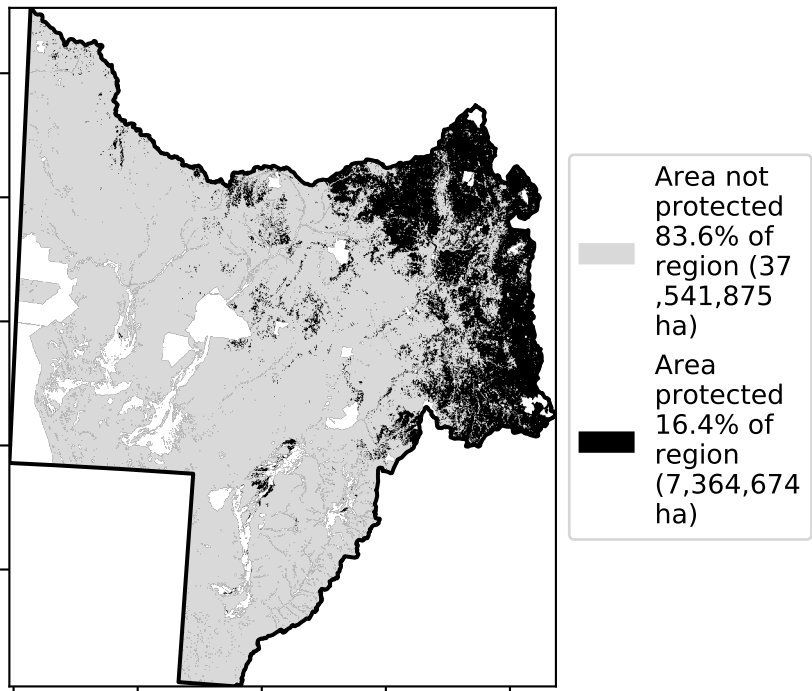 Area not
protected
83.6% of
region (37
,541,875
ha)
Area
protected
16.4% of
region
(7,364,674
ha)